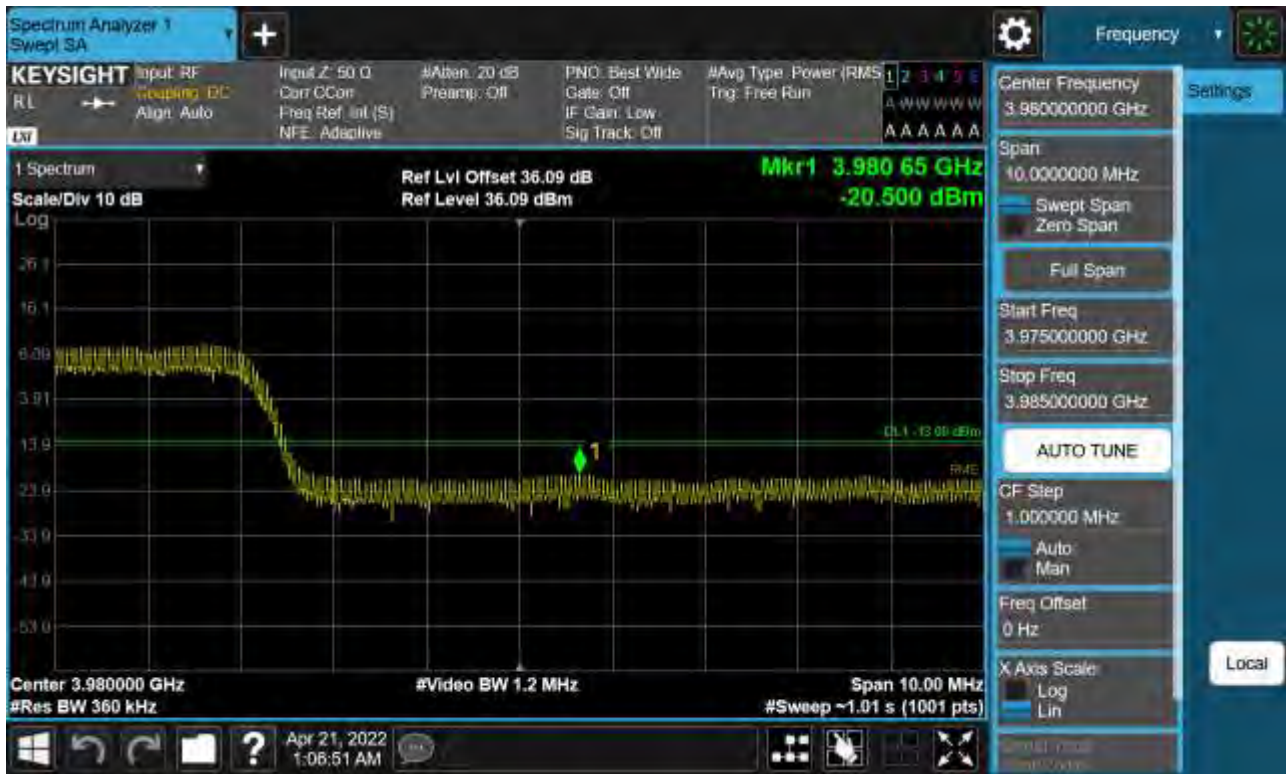 Spectrum Analyzer 1
Swept SA
Frequency
KEYSIGHT
RL
Input: RF
Coupling: DC
Align: Auto
Input Z: 50 Ω
Corr CCorr
Freq Ref: Int (S)
NFE: Adaptive
#Atten: 20 dB
Preamp: Off
PNO: Best Wide
Gate: Off
IF Gain: Low
Sig Track: Off
#Avg Type: Power (RMS
Trig: Free Run
1 2 3 4 5 6
A W W W W W
A A A A A A
1 Spectrum
Scale/Div 10 dB
Log
Ref Lvl Offset 36.09 dB
Ref Level 36.09 dBm
Mkr1 3.980 65 GHz
-20.500 dBm
26.1
16.1
6.09
-3.91
-13.9
-23.9
-33.9
-43.9
-53.9
DL1 -13.00 dBm
1
Center 3.980000 GHz
#Res BW 360 kHz
#Video BW 1.2 MHz
Span 10.00 MHz
#Sweep ~1.01 s (1001 pts)
Center Frequency
3.980000000 GHz
Settings
Span
10.0000000 MHz
Swept Span
Zero Span
Full Span
Start Freq
3.975000000 GHz
Stop Freq
3.985000000 GHz
AUTO TUNE
CF Step
1.000000 MHz
Auto
Man
Freq Offset
0 Hz
X Axis Scale
Log
Lin
Local
?
Apr 21, 2022
1:06:51 AM